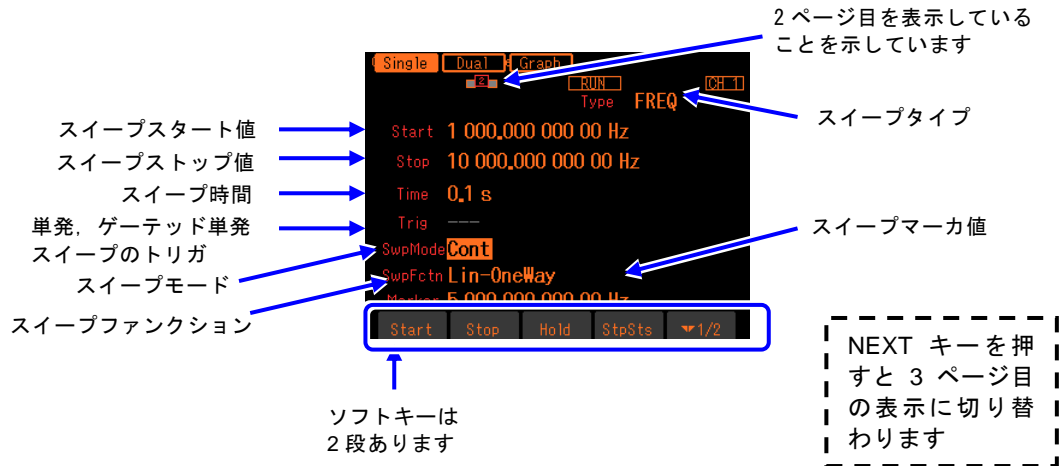 2 ページ目を表示している
ことを示しています
Single Dual Graph
2
RUN CH 1
Type FREQ
スイープタイプ
スイープスタート値
Start 1 000.000 000 00 Hz
スイープストップ値
Stop 10 000.000 000 00 Hz
スイープ時間
Time 0.1 s
単発，ゲーテッド単発
スイープのトリガ
Trig ---
スイープマーカ値
スイープモード
SwpMode Cont
スイープファンクション
SwpFctn Lin-OneWay
Marker 5 000.000 000 00 Hz
Start Stop Hold StpSts 1/2
ソフトキーは
2 段あります
NEXT キーを押
すと 3 ページ目
の表示に切り替
わります